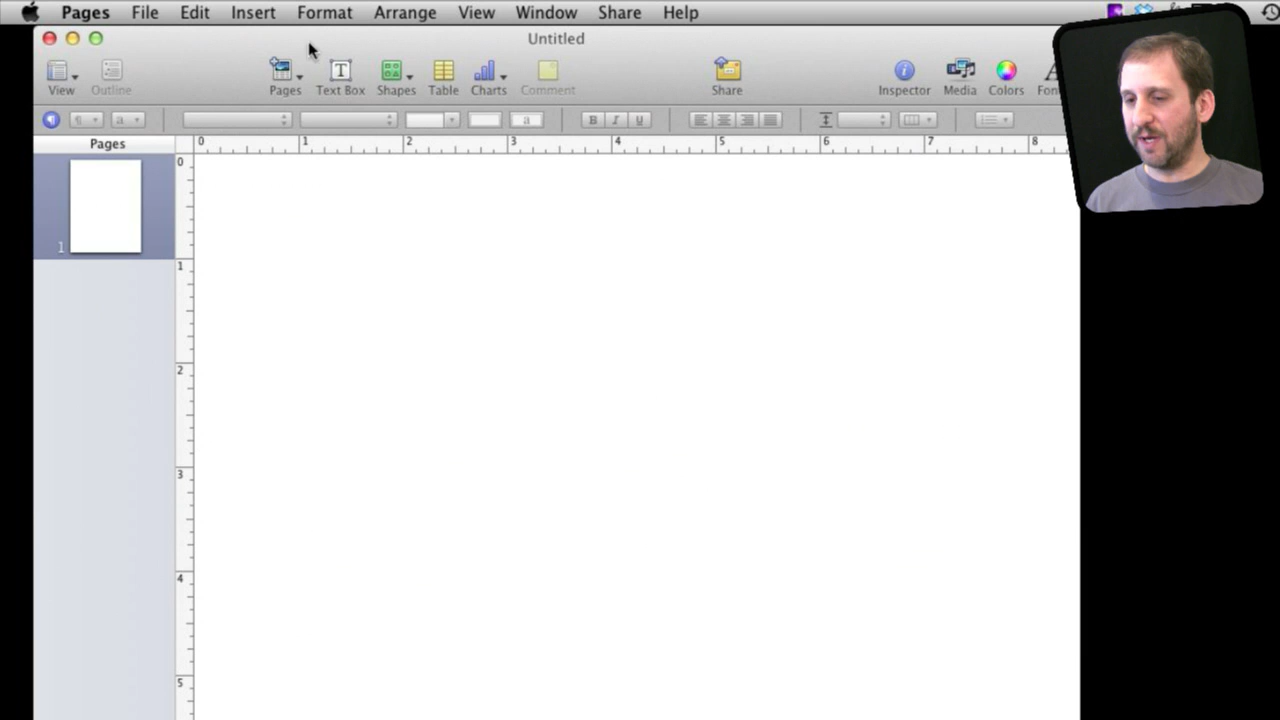 Pages File Edit Insert Format Arrange View Window Share Help
Untitled
View Outline Pages Text Box Shapes Table Charts Comment Share Inspector Media Colors
a a B I U
Pages
0 1 2 3 4 5 6 7 8
0
1
1
2
3
4
5